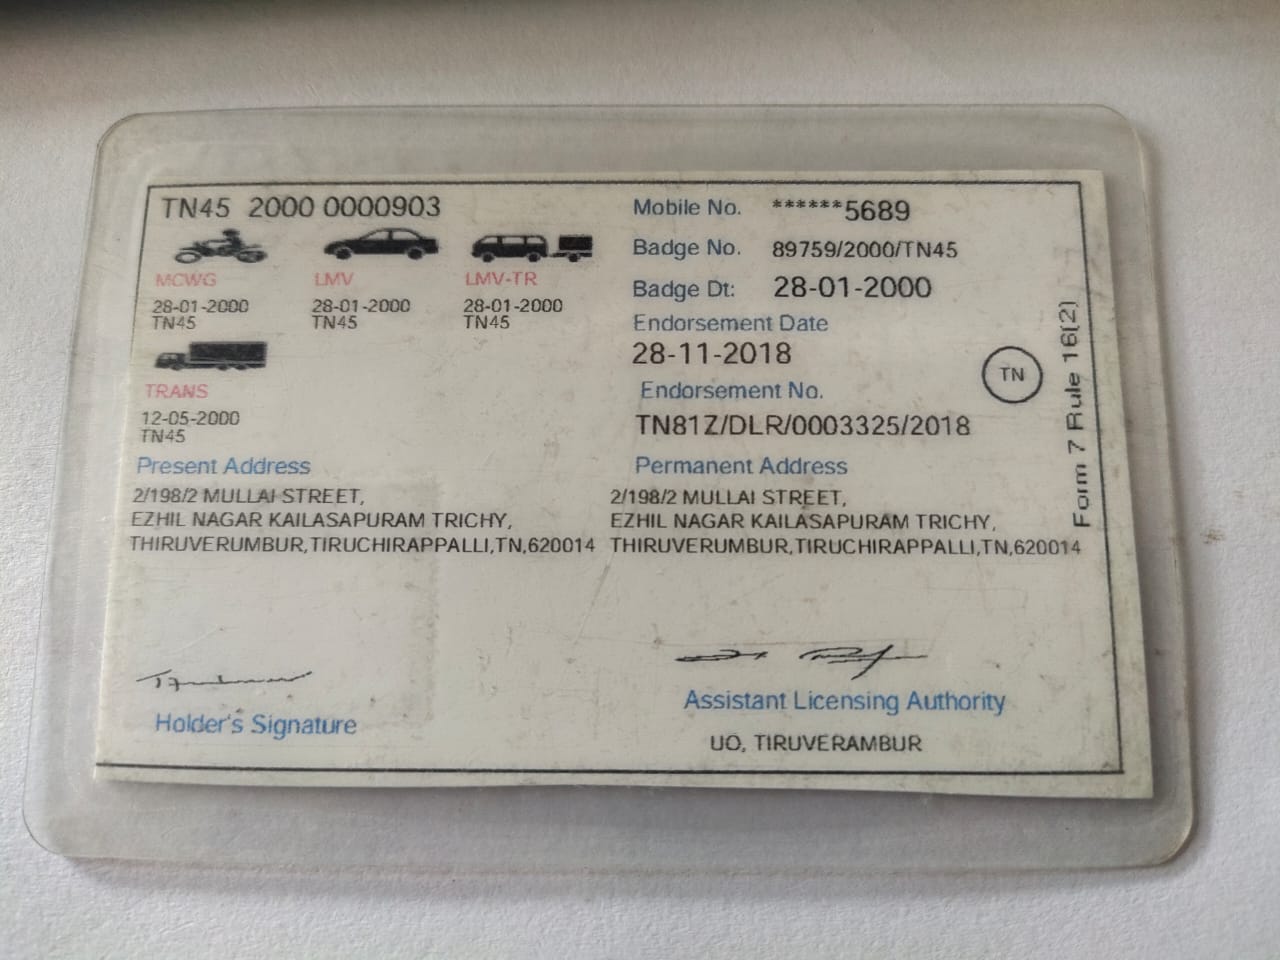 TN45 2000 0000903
MCWG LMV LMV-TR
28-01-2000 28-01-2000 28-01-2000
TN45 TN45 TN45
TRANS
12-05-2000
TN45
Mobile No. ******5689
Badge No. 89759/2000/TN45
Badge Dt: 28-01-2000
Endorsement Date
28-11-2018
Endorsement No.
TN81Z/DLR/0003325/2018
TN
Form 7 Rule 16(2)
Present Address
2/198/2 MULLAI STREET,
EZHIL NAGAR KAILASAPURAM TRICHY,
THIRUVERUMBUR,TIRUCHIRAPPALLI,TN,620014
Permanent Address
2/198/2 MULLAI STREET,
EZHIL NAGAR KAILASAPURAM TRICHY,
THIRUVERUMBUR,TIRUCHIRAPPALLI,TN,620014
Holder's Signature
Assistant Licensing Authority
UO, TIRUVERAMBUR